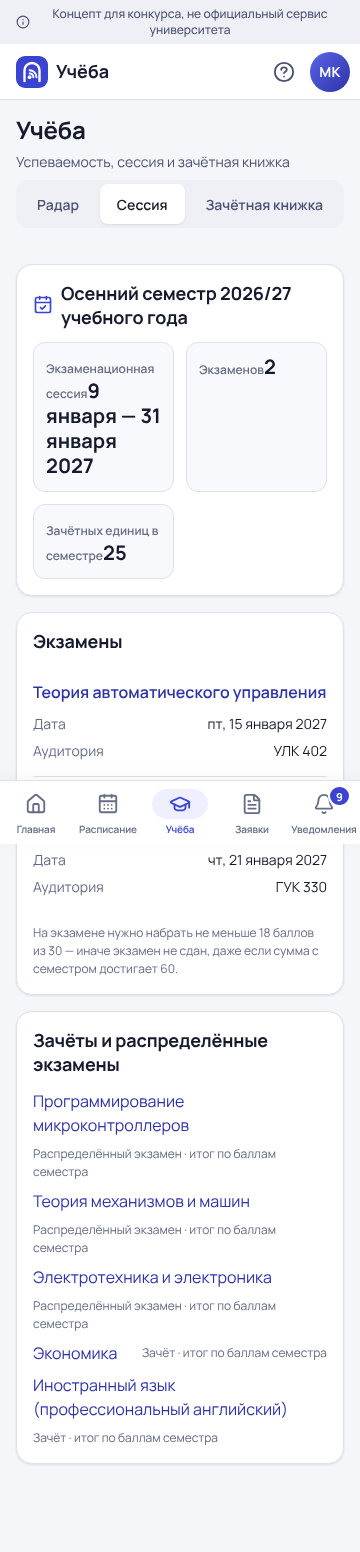 Концепт для конкурса, не официальный сервис
университета
Учёба
МК
Учёба
Успеваемость, сессия и зачётная книжка
Радар
Сессия
Зачётная книжка
Осенний семестр 2026/27
учебного года
Экзаменационная
сессия9
января — 31
января
2027
Экзаменов2
Зачётных единиц в
семестре25
Экзамены
Теория автоматического управления
Дата
пт, 15 января 2027
Аудитория
УЛК 402
Главная
Расписание
Учёба
Заявки
9
Уведомления
Дата
чт, 21 января 2027
Аудитория
ГУК 330
На экзамене нужно набрать не меньше 18 баллов
из 30 — иначе экзамен не сдан, даже если сумма с
семестром достигает 60.
Зачёты и распределённые
экзамены
Программирование
микроконтроллеров
Распределённый экзамен · итог по баллам
семестра
Теория механизмов и машин
Распределённый экзамен · итог по баллам
семестра
Электротехника и электроника
Распределённый экзамен · итог по баллам
семестра
Экономика
Зачёт · итог по баллам семестра
Иностранный язык
(профессиональный английский)
Зачёт · итог по баллам семестра